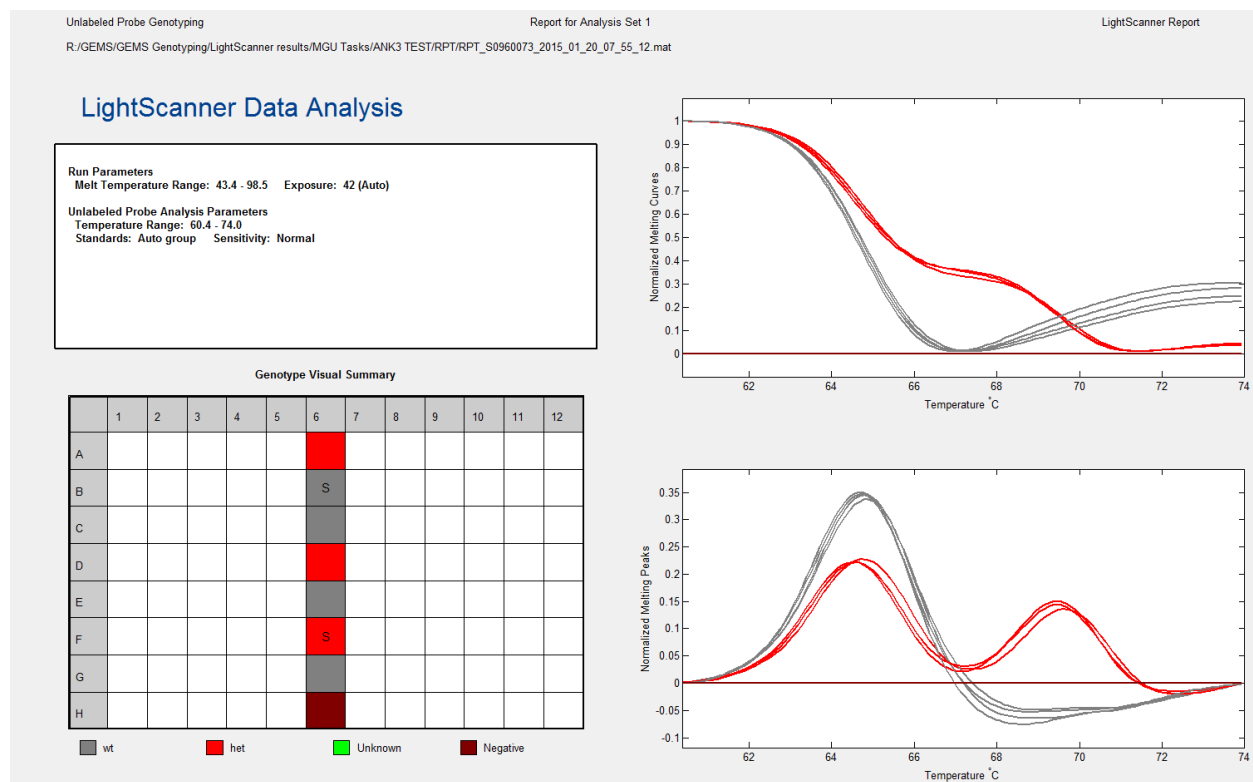 Unlabeled Probe Genotyping Report for Analysis Set 1 LightScanner Report
R:/GEMS/GEMS Genotyping/LightScanner results/MGU Tasks/ANK3 TEST/RPT/RPT_S0960073_2015_01_20_07_55_12.mat
LightScanner Data Analysis
Run Parameters
Melt Temperature Range: 43.4 - 98.5 Exposure: 42 (Auto)
Unlabeled Probe Analysis Parameters
Temperature Range: 60.4 - 74.0
Standards: Auto group Sensitivity: Normal
Genotype Visual Summary
1 2 3 4 5 6 7 8 9 10 11 12
A
B S
C
D
E
F S
G
H
wt het Unknown Negative
Normalized Melting Curves
1
0.9
0.8
0.7
0.6
0.5
0.4
0.3
0.2
0.1
0
62 64 66 68 70 72 74
Temperature °C
Normalized Melting Peaks
0.35
0.3
0.25
0.2
0.15
0.1
0.05
0
-0.05
-0.1
62 64 66 68 70 72 74
Temperature °C